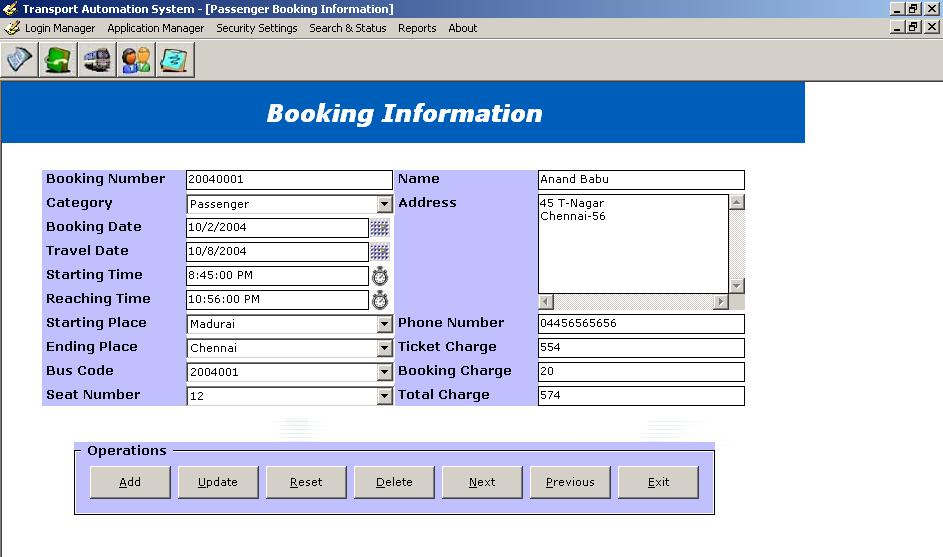 Transport Automation System - [Passenger Booking Information]
Login Manager Application Manager Security Settings Search & Status Reports About
Booking Information
Booking Number 20040001 Name Anand Babu
Category Passenger Address 45 T-Nagar
Chennai-56
Booking Date 10/2/2004
Travel Date 10/8/2004
Starting Time 8:45:00 PM
Reaching Time 10:56:00 PM
Starting Place Madurai Phone Number 04456565656
Ending Place Chennai Ticket Charge 554
Bus Code 2004001 Booking Charge 20
Seat Number 12 Total Charge 574
Operations
Add Update Reset Delete Next Previous Exit